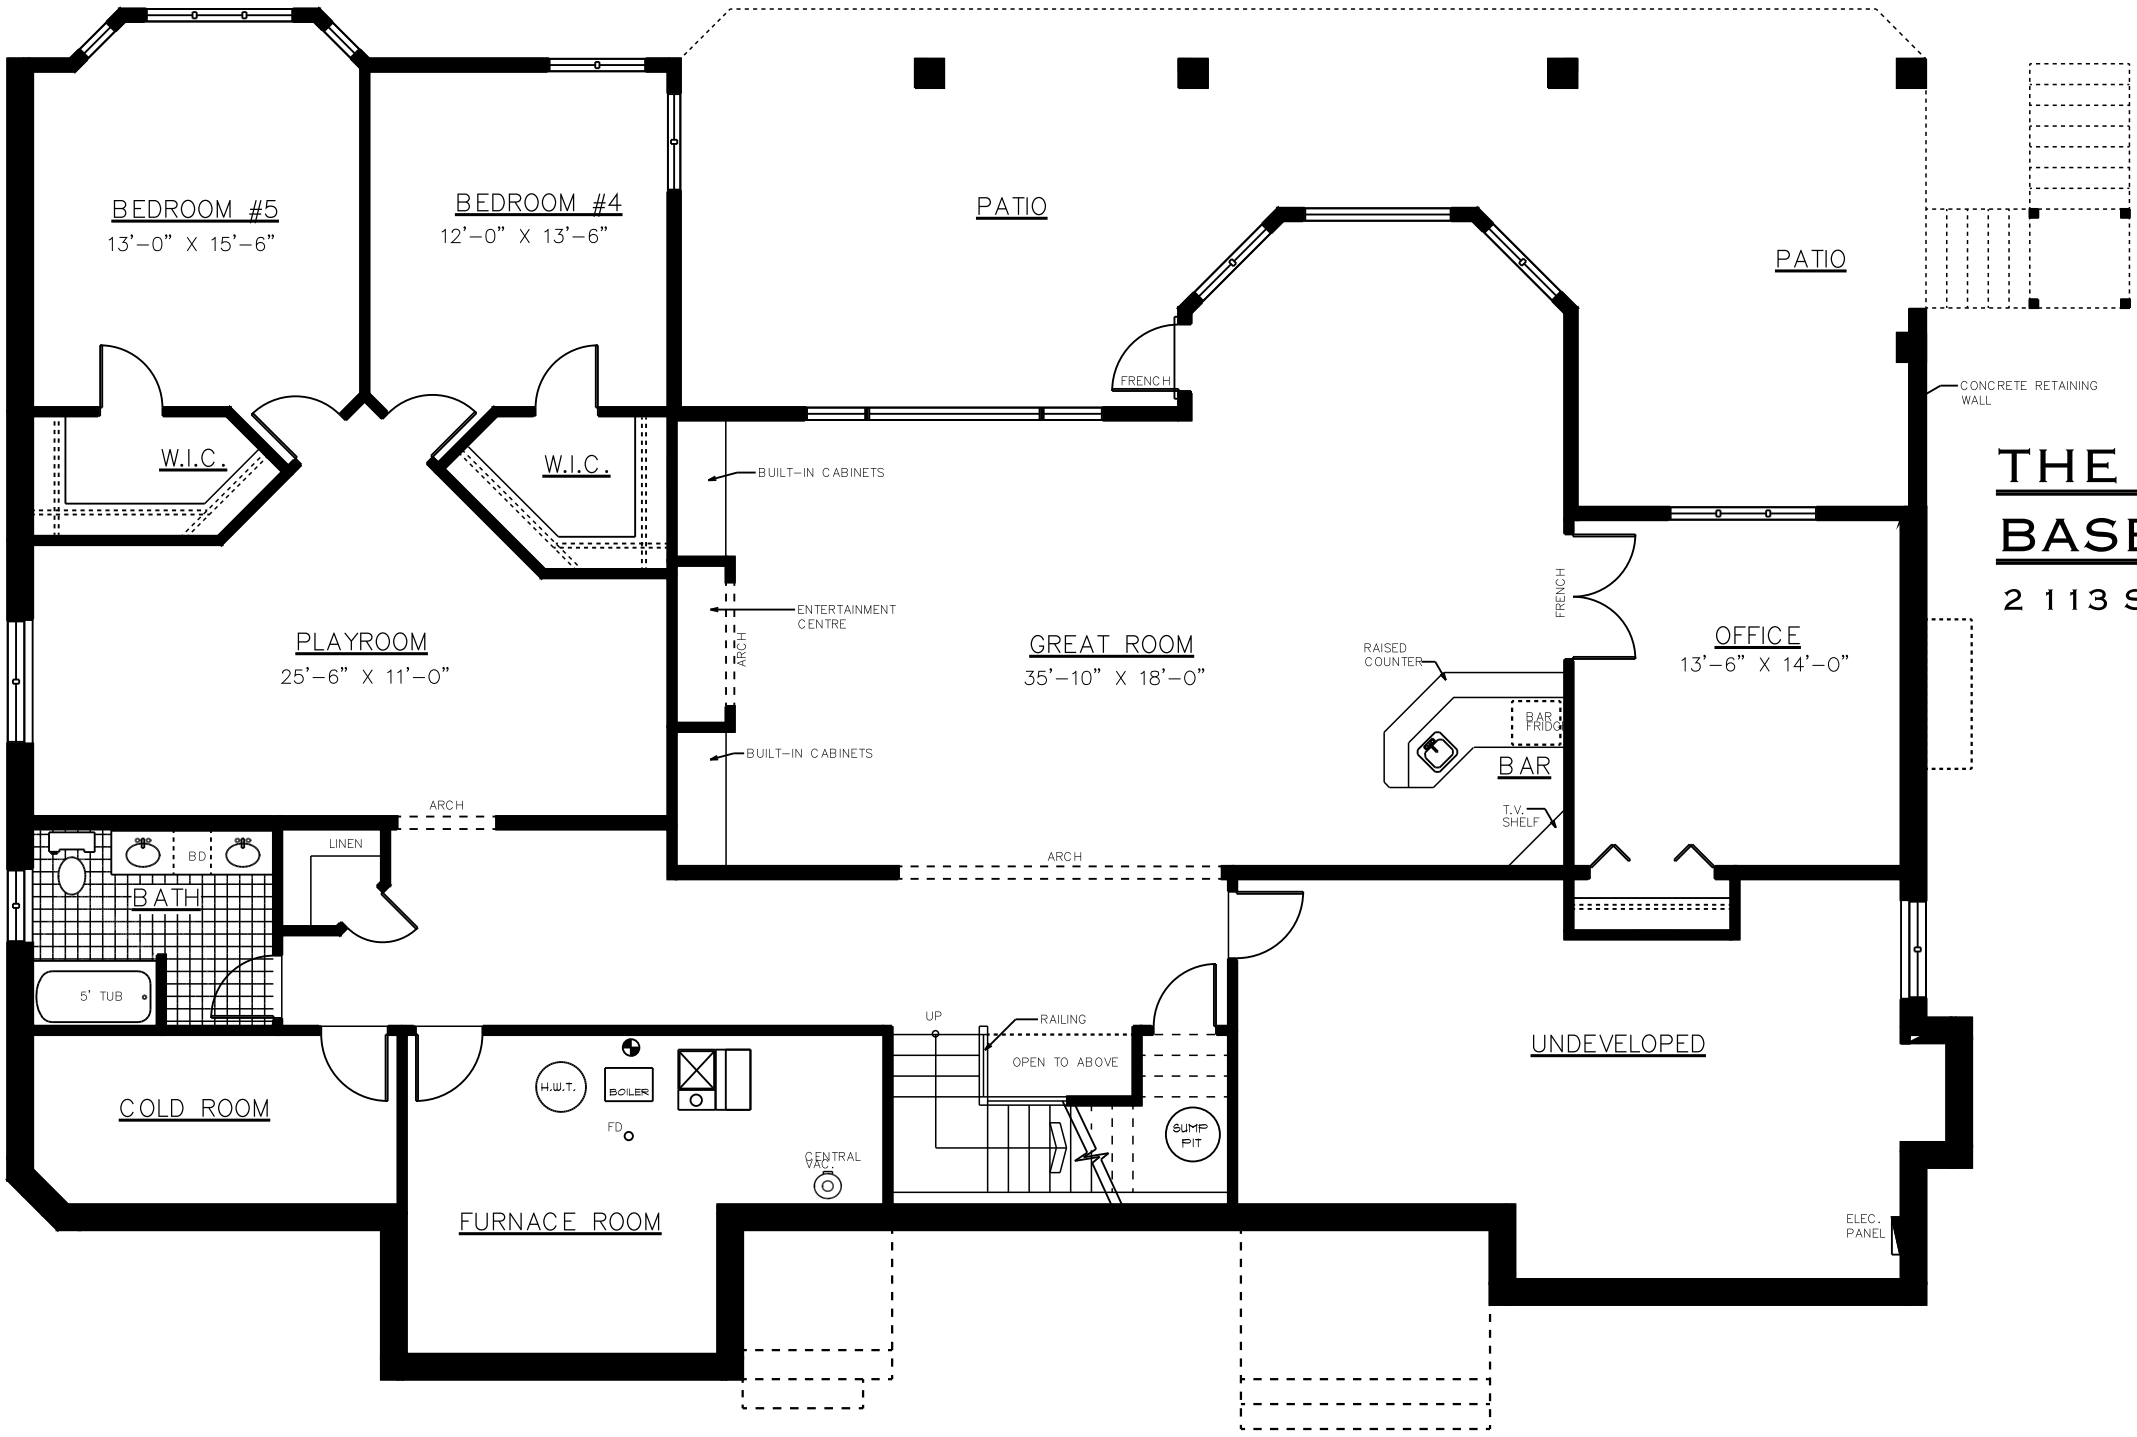 BEDROOM #5
13'-0" X 15'-6"
BEDROOM #4
12'-0" X 13'-6"
PATIO
PATIO
FRENCH
CONCRETE RETAINING
WALL
W.I.C.
W.I.C.
BUILT-IN CABINETS
THE
BASE
2 113 S
ENTERTAINMENT
CENTRE
ARCH
FRENCH
PLAYROOM
25'-6" X 11'-0"
GREAT ROOM
35'-10" X 18'-0"
RAISED
COUNTER
OFFICE
13'-6" X 14'-0"
BAR
FRIDG
BUILT-IN CABINETS
BAR
ARCH
T.V.
SHELF
LINEN
BD
ARCH
BATH
5' TUB
UP
RAILING
OPEN TO ABOVE
UNDEVELOPED
H.W.T.
BOILER
COLD ROOM
FD
SUMP
PIT
CENTRAL
VAC.
FURNACE ROOM
ELEC.
PANEL